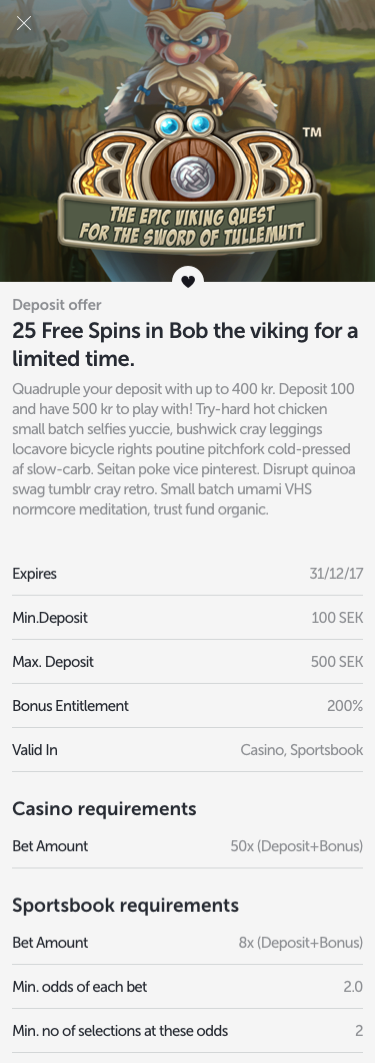 BOB™
THE EPIC VIKING QUEST
FOR THE SWORD OF TULLEMUTT
Deposit offer
25 Free Spins in Bob the viking for a
limited time.
Quadruple your deposit with up to 400 kr. Deposit 100
and have 500 kr to play with! Try-hard hot chicken
small batch selfies yuccie, bushwick cray leggings
locavore bicycle rights poutine pitchfork cold-pressed
af slow-carb. Seitan poke vice pinterest. Disrupt quinoa
swag tumblr cray retro. Small batch umami VHS
normcore meditation, trust fund organic.
Expires 31/12/17
Min.Deposit 100 SEK
Max. Deposit 500 SEK
Bonus Entitlement 200%
Valid In Casino, Sportsbook
Casino requirements
Bet Amount 50x (Deposit+Bonus)
Sportsbook requirements
Bet Amount 8x (Deposit+Bonus)
Min. odds of each bet 2.0
Min. no of selections at these odds 2